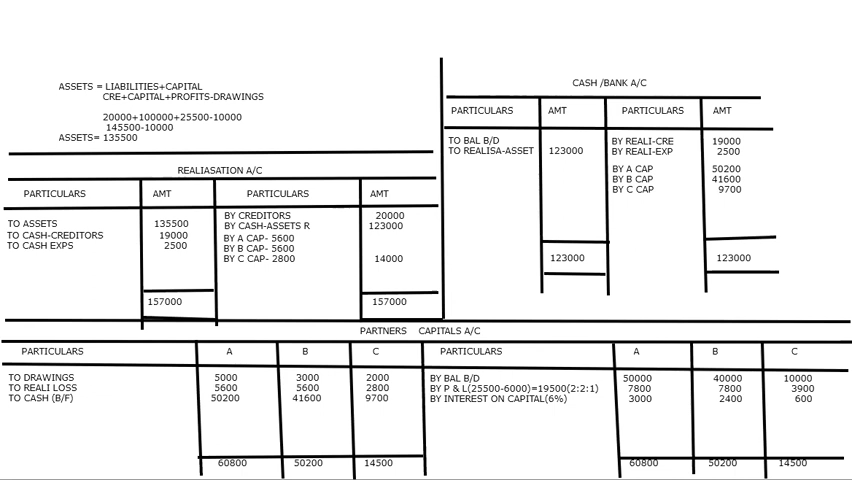 ASSETS = LIABILITIES+CAPITAL
CRE+CAPITAL+PROFITS-DRAWINGS
20000+100000+25500-10000
145500-10000
ASSETS= 135500
REALIASATION A/C
PARTICULARS AMT PARTICULARS AMT
TO ASSETS 135500 BY CREDITORS 20000
TO CASH-CREDITORS 19000 BY CASH-ASSETS R 123000
TO CASH EXPS 2500 BY A CAP- 5600
BY B CAP- 5600
BY C CAP- 2800 14000
157000 157000
CASH /BANK A/C
PARTICULARS AMT PARTICULARS AMT
TO BAL B/D BY REALI-CRE 19000
TO REALISA-ASSET 123000 BY REALI-EXP 2500
BY A CAP 50200
BY B CAP 41600
BY C CAP 9700
123000 123000
PARTNERS CAPITALS A/C
PARTICULARS A B C PARTICULARS A B C
TO DRAWINGS 5000 3000 2000 BY BAL B/D 50000 40000 10000
TO REALI LOSS 5600 5600 2800 BY P & L(25500-6000)=19500(2:2:1) 7800 7800 3900
TO CASH (B/F) 50200 41600 9700 BY INTEREST ON CAPITAL(6%) 3000 2400 600
60800 50200 14500 60800 50200 14500